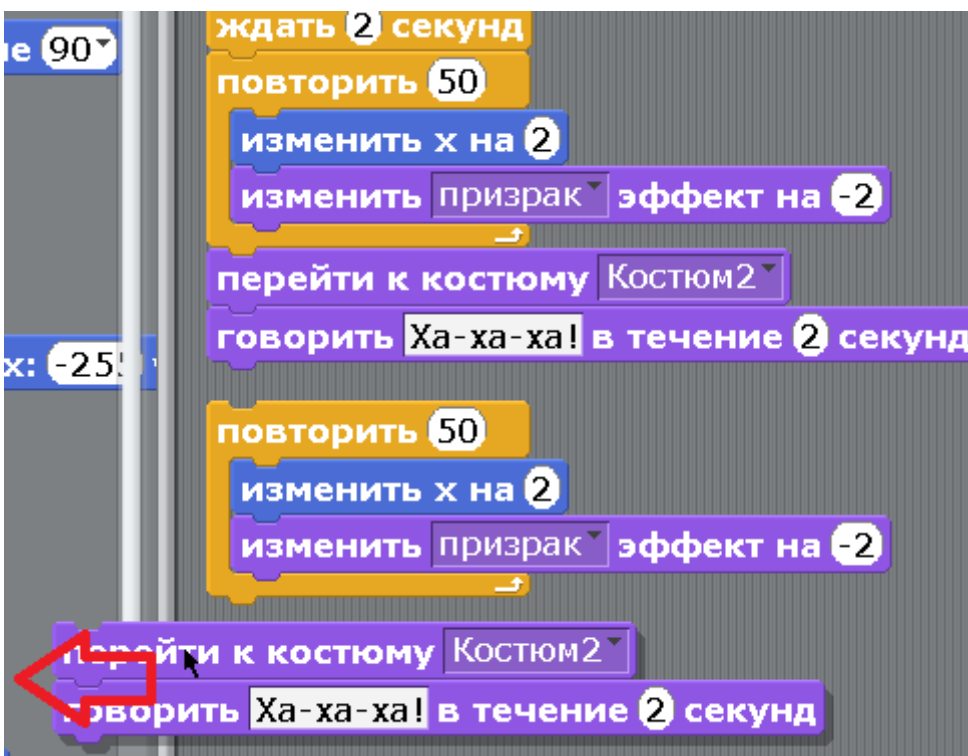 ждать 2 секунд
ие 90
повторить 50
изменить х на 2
изменить призрак эффект на -2
перейти к костюму Костюм2
говорить Ха-ха-ха! в течение 2 секунд
х: -255
повторить 50
изменить х на 2
изменить призрак эффект на -2
перейти к костюму Костюм2
говорить Ха-ха-ха! в течение 2 секунд